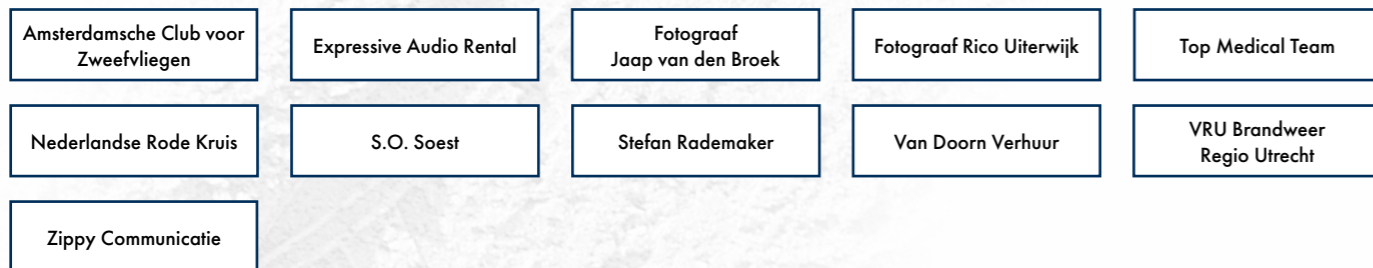 Amsterdamsche Club voor
Zweefvliegen
Expressive Audio Rental
Fotograaf
Jaap van den Broek
Fotograaf Rico Uiterwijk
Top Medical Team
Nederlandse Rode Kruis
S.O. Soest
Stefan Rademaker
Van Doorn Verhuur
VRU Brandweer
Regio Utrecht
Zippy Communicatie